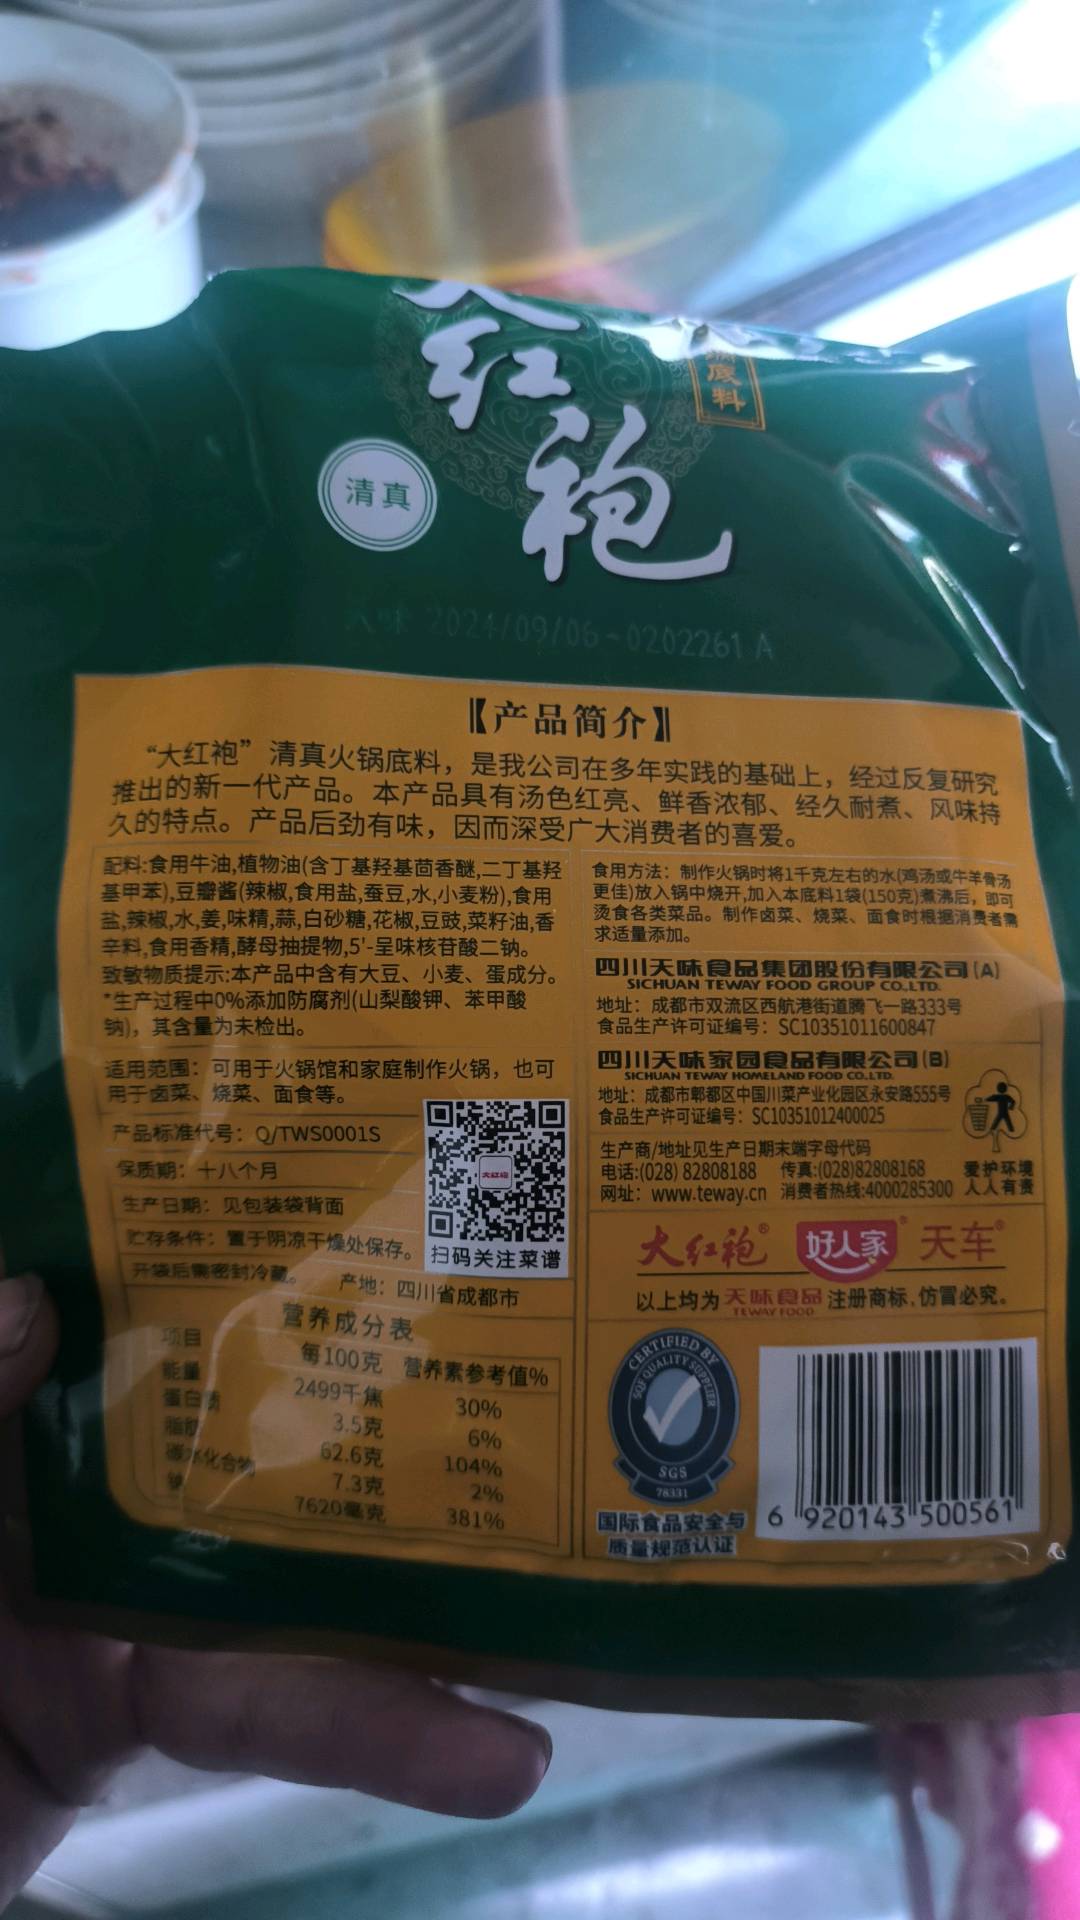 红
袍
底料
清真
天味 2024/09/06-0202261 A
【产品简介】
“大红袍”清真火锅底料，是我公司在多年实践的基础上，经过反复研究
推出的新一代产品。本产品具有汤色红亮、鲜香浓郁、经久耐煮、风味持
久的特点。产品后劲有味，因而深受广大消费者的喜爱。
配料:食用牛油,植物油(含丁基羟基茴香醚,二丁基羟
基甲苯),豆瓣酱(辣椒,食用盐,蚕豆,水,小麦粉),食用
盐,辣椒,水,姜,味精,蒜,白砂糖,花椒,豆豉,菜籽油,香
辛料,食用香精,酵母抽提物,5'-呈味核苷酸二钠。
致敏物质提示:本产品中含有大豆、小麦、蛋成分。
*生产过程中0%添加防腐剂(山梨酸钾、苯甲酸
钠)，其含量为未检出。
适用范围：可用于火锅馆和家庭制作火锅，也可
用于卤菜、烧菜、面食等。
产品标准代号：Q/TWS0001S
保质期：十八个月
生产日期：见包装袋背面
贮存条件：置于阴凉干燥处保存。
开袋后需密封冷藏。
产地：四川省成都市
大红袍
扫码关注菜谱
营养成分表
项目 每100克 营养素参考值%
能量 2499千焦 30%
蛋白质 3.5克 6%
脂肪 62.6克 104%
碳水化合物 7.3克 2%
钠 7620毫克 381%
食用方法：制作火锅时将1千克左右的水(鸡汤或牛羊骨汤
更佳)放入锅中烧开,加入本底料1袋(150克)煮沸后，即可
烫食各类菜品。制作卤菜、烧菜、面食时根据消费者需
求适量添加。
四川天味食品集团股份有限公司(A)
SICHUAN TEWAY FOOD GROUP CO.,LTD.
地址：成都市双流区西航港街道腾飞一路333号
食品生产许可证编号：SC10351011600847
四川天味家园食品有限公司(B)
SICHUAN TEWAY HOMELAND FOOD CO.,LTD.
地址：成都市郫都区中国川菜产业化园区永安路555号
食品生产许可证编号：SC10351012400025
生产商/地址见生产日期末端字母代码
电话:(028) 82808188 传真:(028)82808168
网址：www.teway.cn 消费者热线:4000285300
爱护环境
人人有责
大红袍® 好人家® 天车®
以上均为天味食品注册商标,仿冒必究。
TEWAY FOOD
CERTIFIED BY
SQF QUALITY SUPPLIER
SGS
78331
国际食品安全与
质量规范认证
6 920143 500561